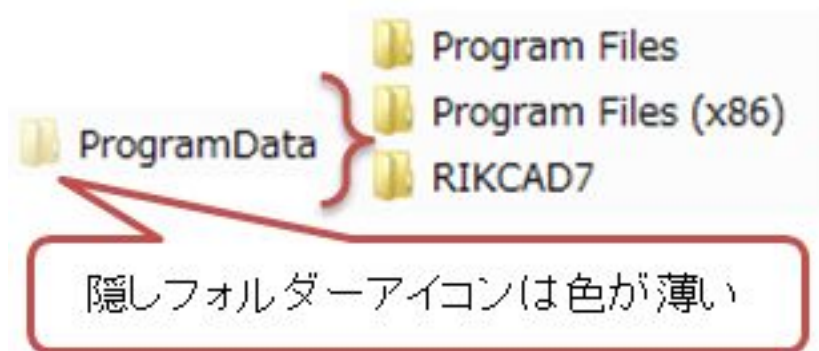 Program Files
Program Files (x86)
ProgramData
RIKCAD7
隠しフォルダーアイコンは色が薄い